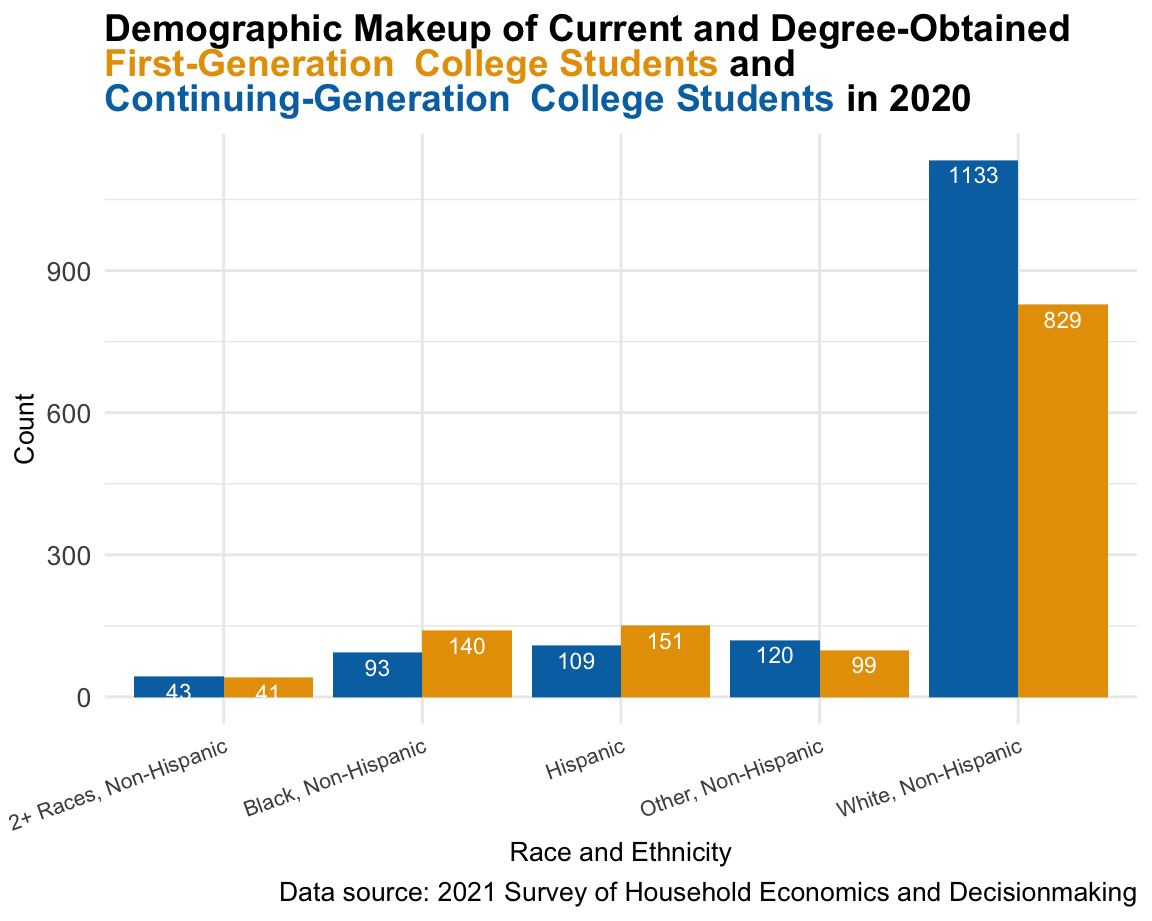 Demographic Makeup of Current and Degree-Obtained
First-Generation  College Students and
Continuing-Generation  College Students in 2020
1133
900
829
Count
600
300
140
151
93
109
120
99
43
41
0
2+ Races, Non-Hispanic
Black, Non-Hispanic
Hispanic
Other, Non-Hispanic
White, Non-Hispanic
Race and Ethnicity
Data source: 2021 Survey of Household Economics and Decisionmaking